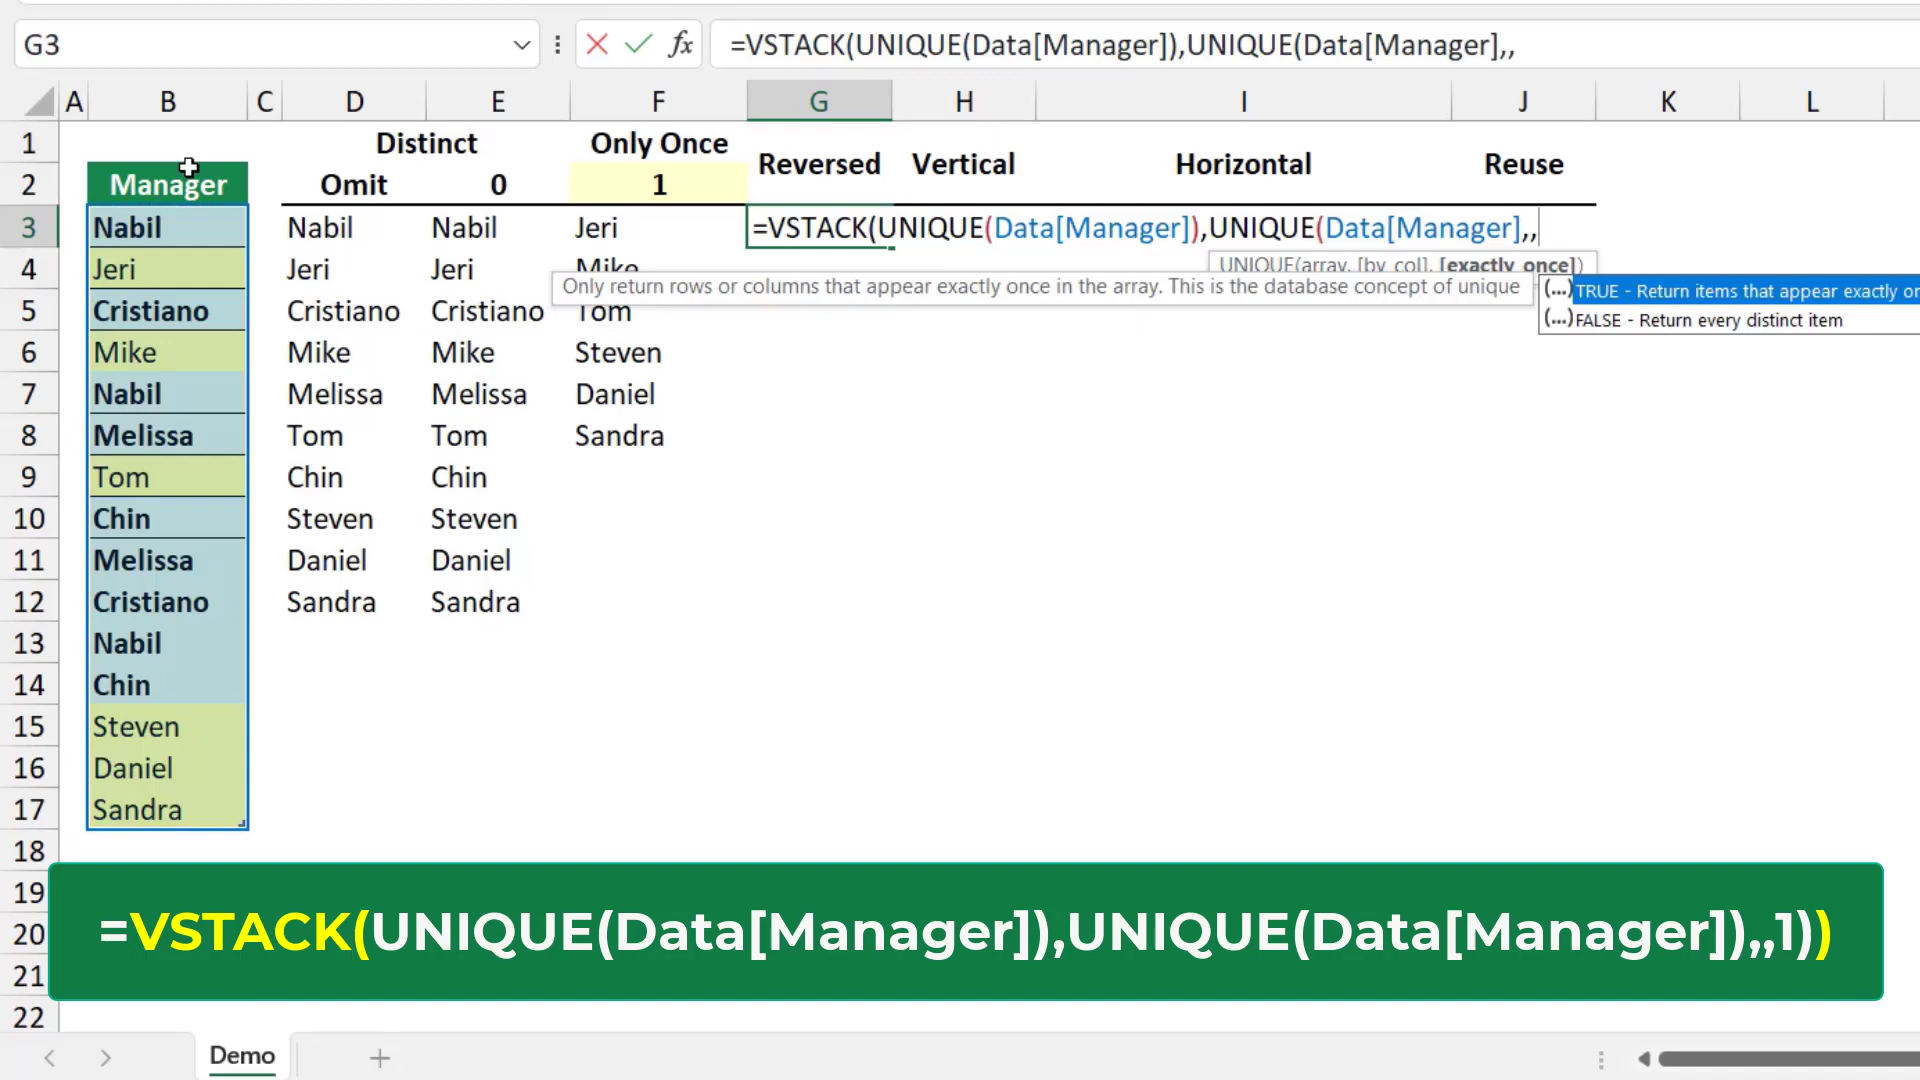 G3 fx =VSTACK(UNIQUE(Data[Manager]),UNIQUE(Data[Manager],,
A B C D E F G H I J K L
1 Distinct Only Once Reversed Vertical Horizontal Reuse
2 Manager Omit 0 1
3 Nabil Nabil Nabil Jeri =VSTACK(UNIQUE(Data[Manager]),UNIQUE(Data[Manager],,
4 Jeri Jeri Jeri Mike UNIQUE(array, [by_col], [exactly_once])
Only return rows or columns that appear exactly once in the array. This is the database concept of unique (...)TRUE - Return items that appear exactly on
(...)FALSE - Return every distinct item
5 Cristiano Cristiano Cristiano Tom
6 Mike Mike Mike Steven
7 Nabil Melissa Melissa Daniel
8 Melissa Tom Tom Sandra
9 Tom Chin Chin
10 Chin Steven Steven
11 Melissa Daniel Daniel
12 Cristiano Sandra Sandra
13 Nabil
14 Chin
15 Steven
16 Daniel
17 Sandra
18
19
20
21
22
=VSTACK(UNIQUE(Data[Manager]),UNIQUE(Data[Manager]),,1))
Demo